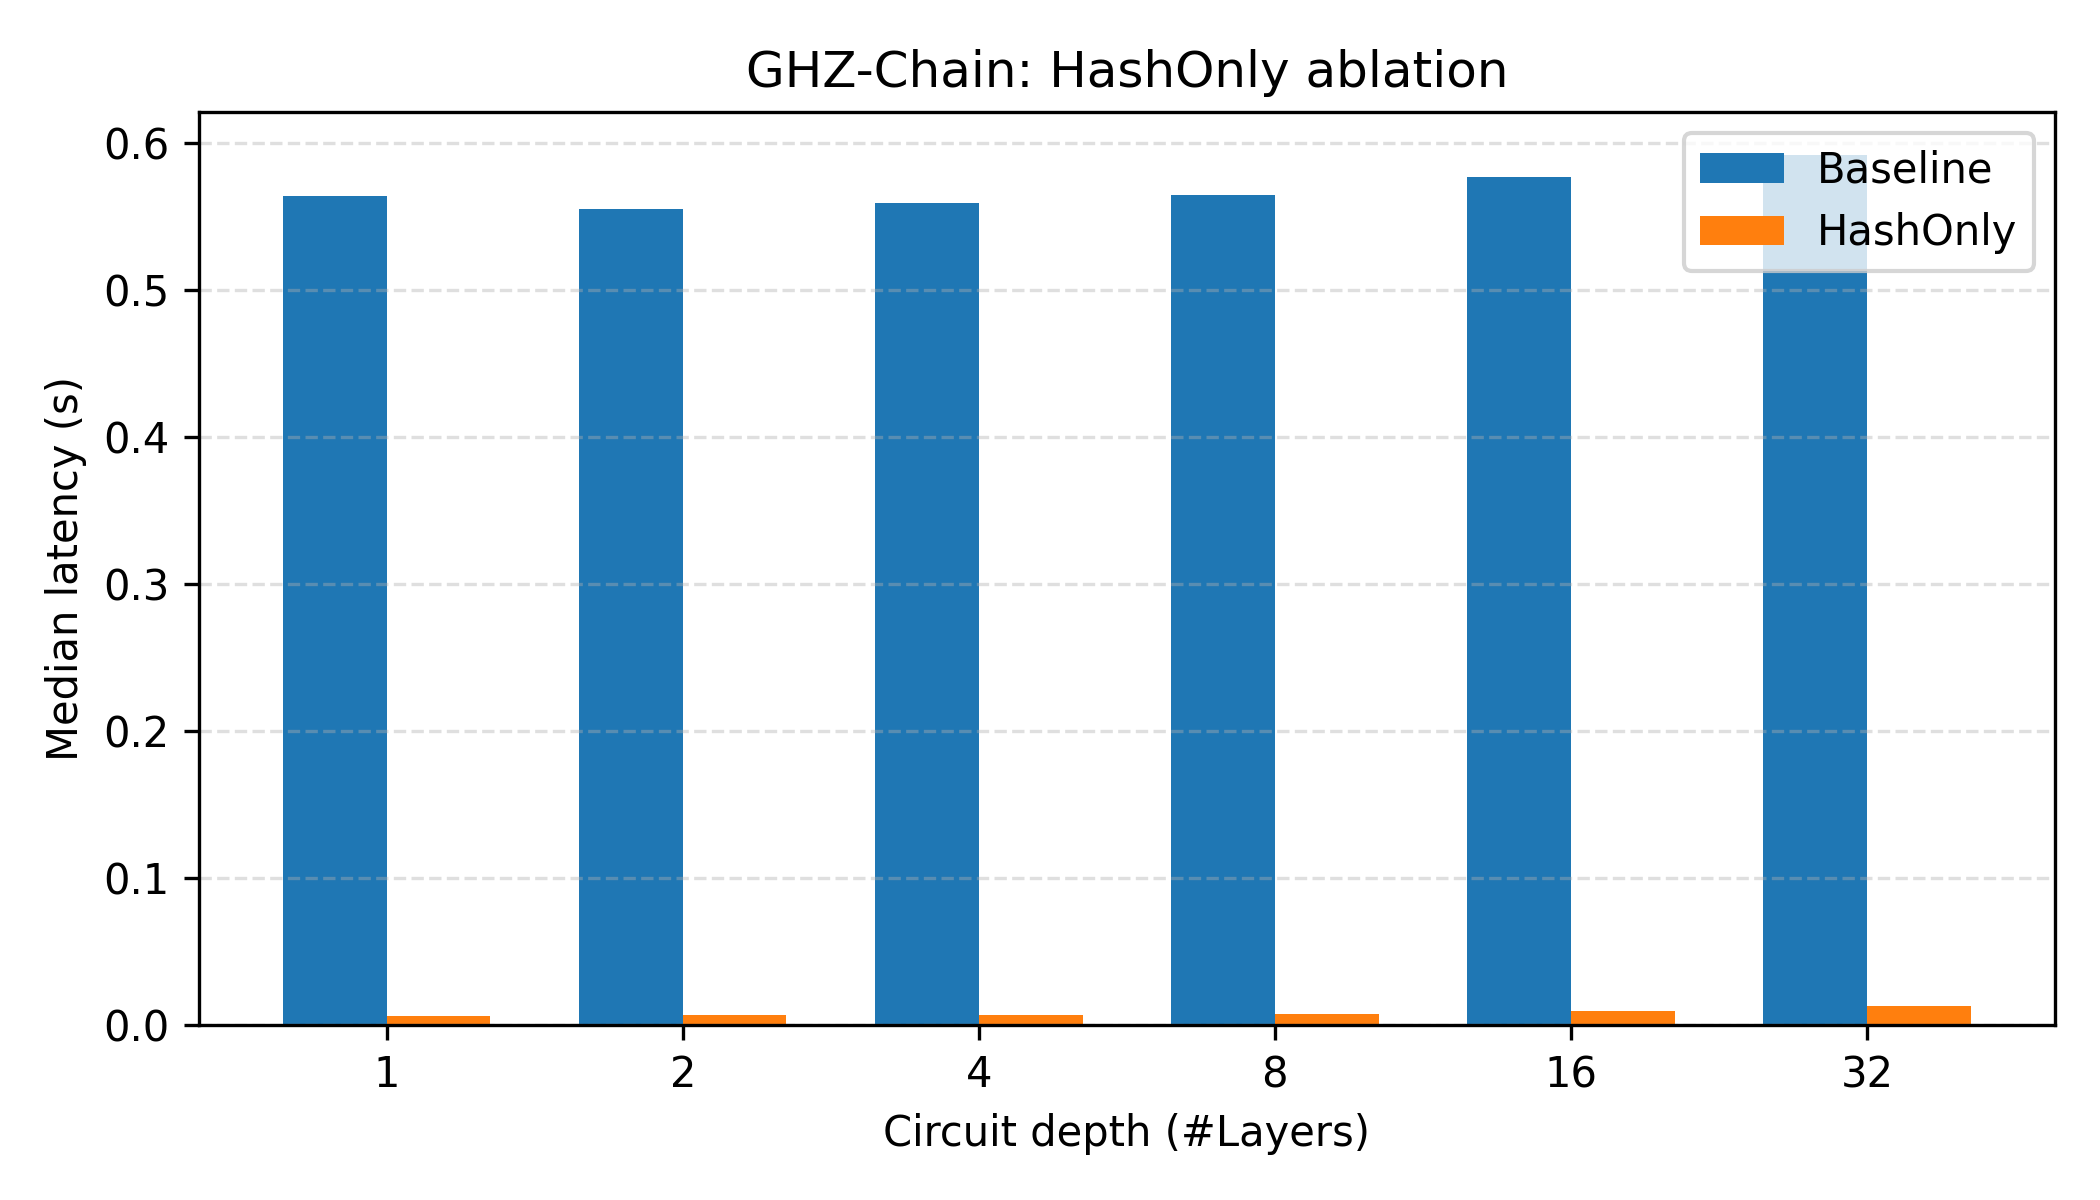 GHZ-Chain: HashOnly ablation
Baseline
HashOnly
Median latency (s)
0.6
0.5
0.4
0.3
0.2
0.1
0.0
1 2 4 8 16 32
Circuit depth (#Layers)